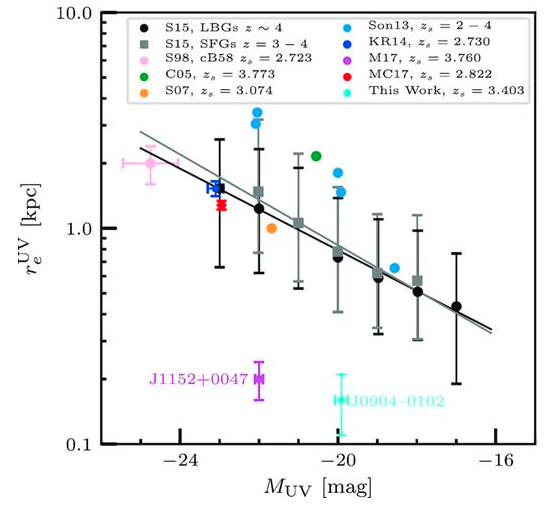 S15, LBGs z ∼ 4
S15, SFGs z = 3 − 4
S98, cB58 zₛ = 2.723
C05, zₛ = 3.773
S07, zₛ = 3.074
Son13, zₛ = 2 − 4
KR14, zₛ = 2.730
M17, zₛ = 3.760
MC17, zₛ = 2.822
This Work, zₛ = 3.403
10.0
1.0
0.1
rₑᵁⱽ [kpc]
J1152+0047
J0904–0102
−24
−20
−16
M_UV [mag]